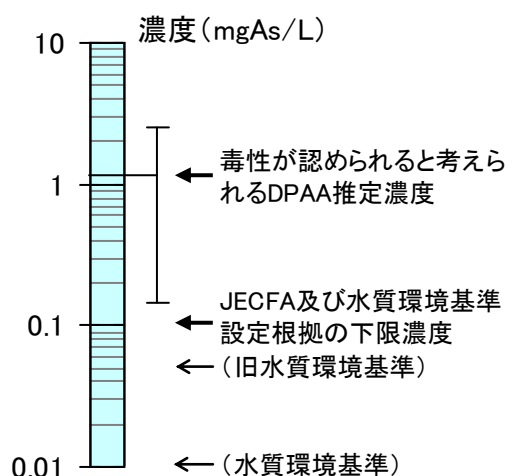 濃度(mgAs/L)
10
毒性が認められると考えら
れるDPAA推定濃度
1
JECFA及び水質環境基準
設定根拠の下限濃度
0.1
(旧水質環境基準)
(水質環境基準)
0.01